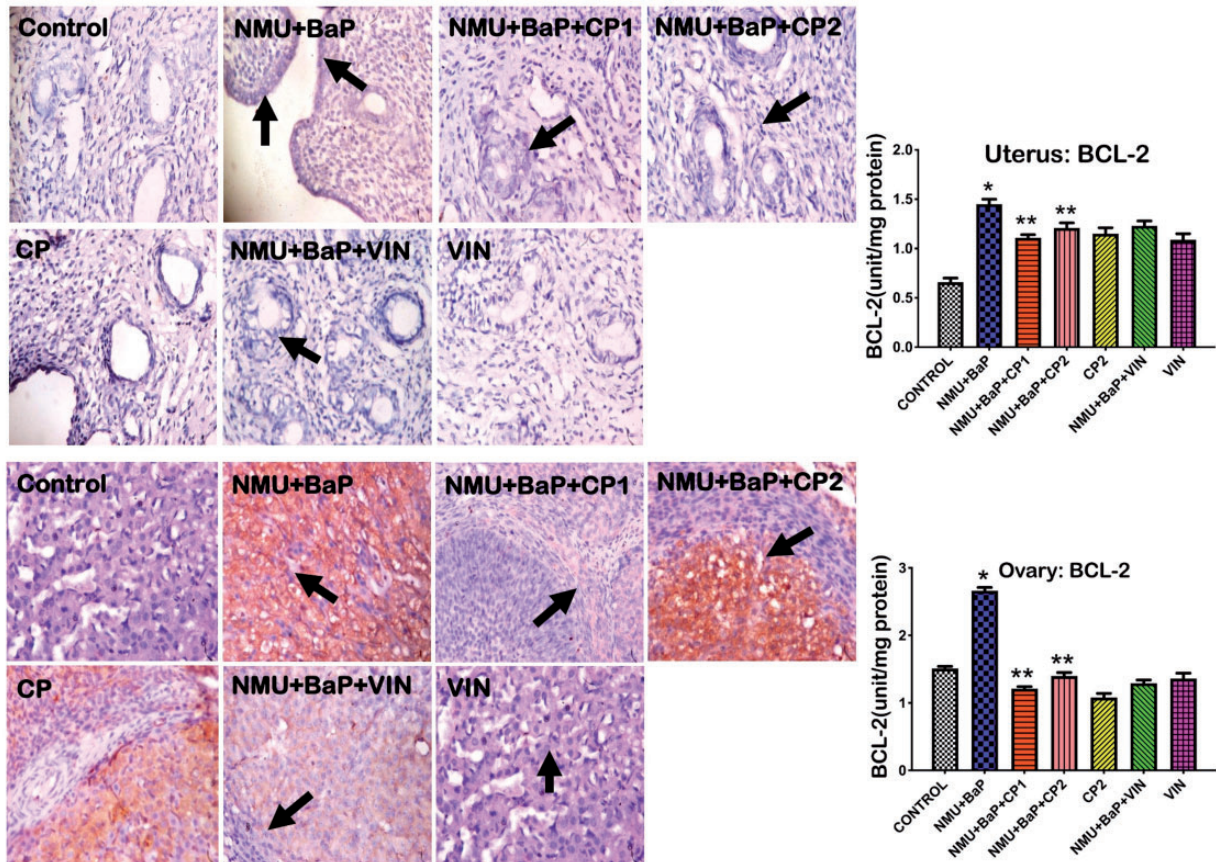 Control
NMU+BaP
NMU+BaP+CP1
NMU+BaP+CP2
CP
NMU+BaP+VIN
VIN
Uterus: BCL-2
BCL-2(unit/mg protein)
2.0
1.5
1.0
0.5
0.0
*
**
**
CONTROL
NMU+BaP
NMU+BaP+CP1
NMU+BaP+CP2
CP2
NMU+BaP+VIN
VIN
Control
NMU+BaP
NMU+BaP+CP1
NMU+BaP+CP2
CP
NMU+BaP+VIN
VIN
Ovary: BCL-2
BCL-2(unit/mg protein)
3
2
1
0
*
**
**
CONTROL
NMU+BaP
NMU+BaP+CP1
NMU+BaP+CP2
CP2
NMU+BaP+VIN
VIN